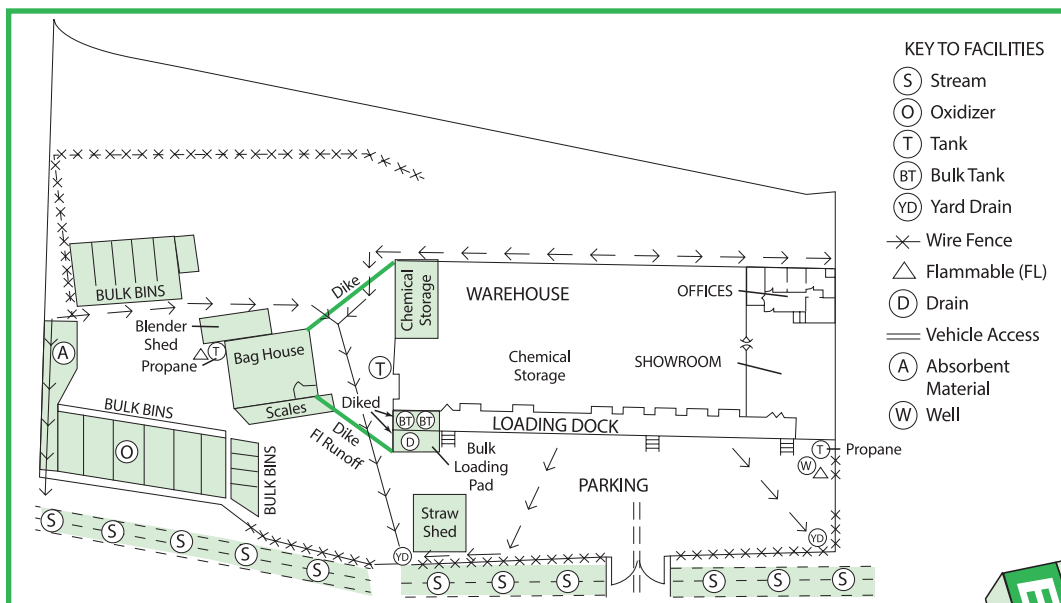 KEY TO FACILITIES
S Stream
O Oxidizer
T Tank
BT Bulk Tank
YD Yard Drain
Wire Fence
Flammable (FL)
D Drain
Vehicle Access
A Absorbent
Material
W Well
BULK BINS
Dike
Chemical
Storage
WAREHOUSE
OFFICES
Blender
Shed
Propane
T
Bag House
A
T
Chemical
Storage
SHOWROOM
BULK BINS
Scales
Diked
BT BT
D
LOADING DOCK
Dike
Fl Runoff
Bulk
Loading
Pad
O
BULK BINS
T Propane
W
PARKING
Straw
Shed
YD
YD
S
S
S
S
S
S
S
S
S
S
S